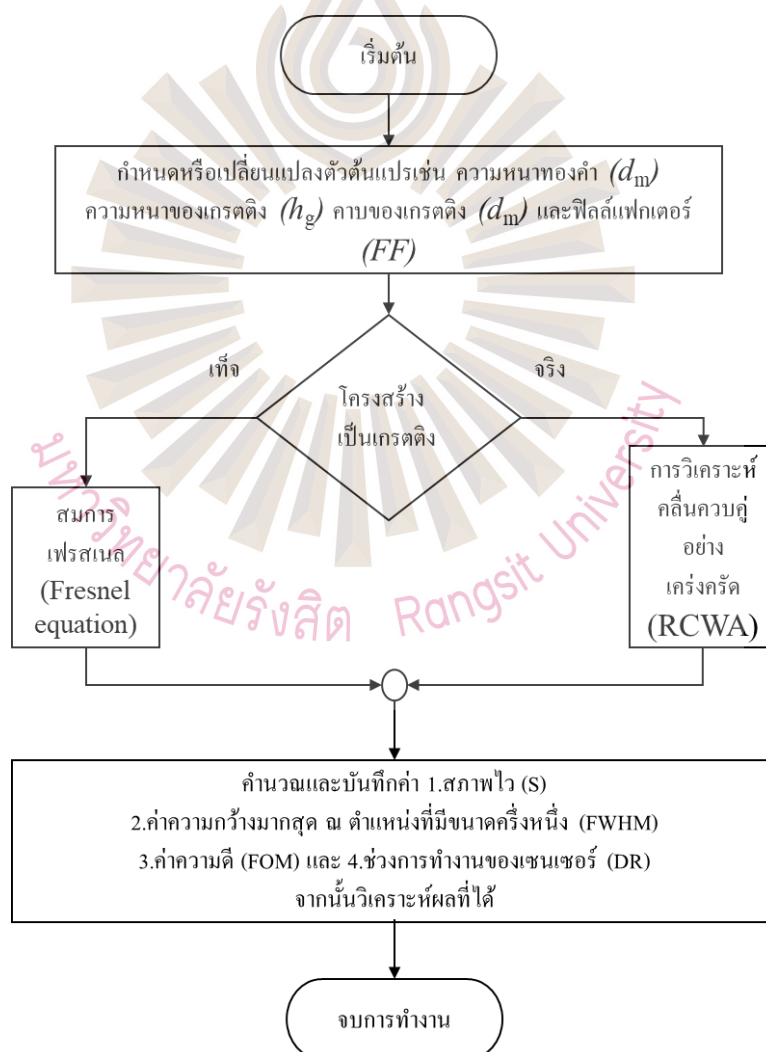 เริ่มต้น
กำหนดหรือเปลี่ยนแปลงตัวต้นแปรเช่น ความหนาทองคำ (dm)
ความหนาของเกรตติง (hg) คาบของเกรตติง (dm) และฟิลล์แฟกเตอร์
(FF)
เท็จ
จริง
โครงสร้าง
เป็นเกรตติง
สมการ
เฟรสเนล
(Fresnel
equation)
การวิเคราะห์
คลื่นควบคู่
อย่าง
เคร่งครัด
(RCWA)
มหาวิทยาลัยรังสิต Rangsit University
คำนวณและบันทึกค่า 1.สภาพไว (S)
2.ค่าความกว้างมากสุด ณ ตำแหน่งที่มีขนาดครึ่งหนึ่ง (FWHM)
3.ค่าความดี (FOM) และ 4.ช่วงการทำงานของเซนเซอร์ (DR)
จากนั้นวิเคราะห์ผลที่ได้
จบการทำงาน